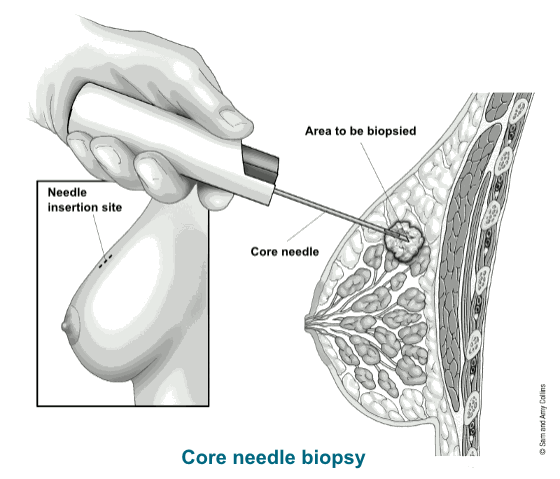 Area to be biopsied
Needle
insertion site
Core needle
Core needle biopsy
© Sam and Amy Collins